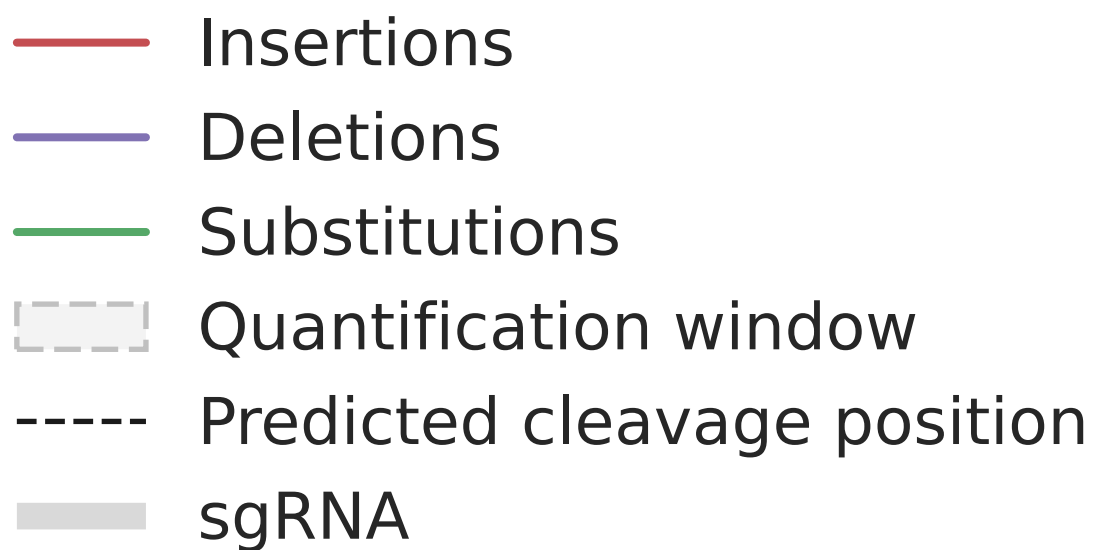 Insertions
Deletions
Substitutions
Quantification window
Predicted cleavage position
sgRNA